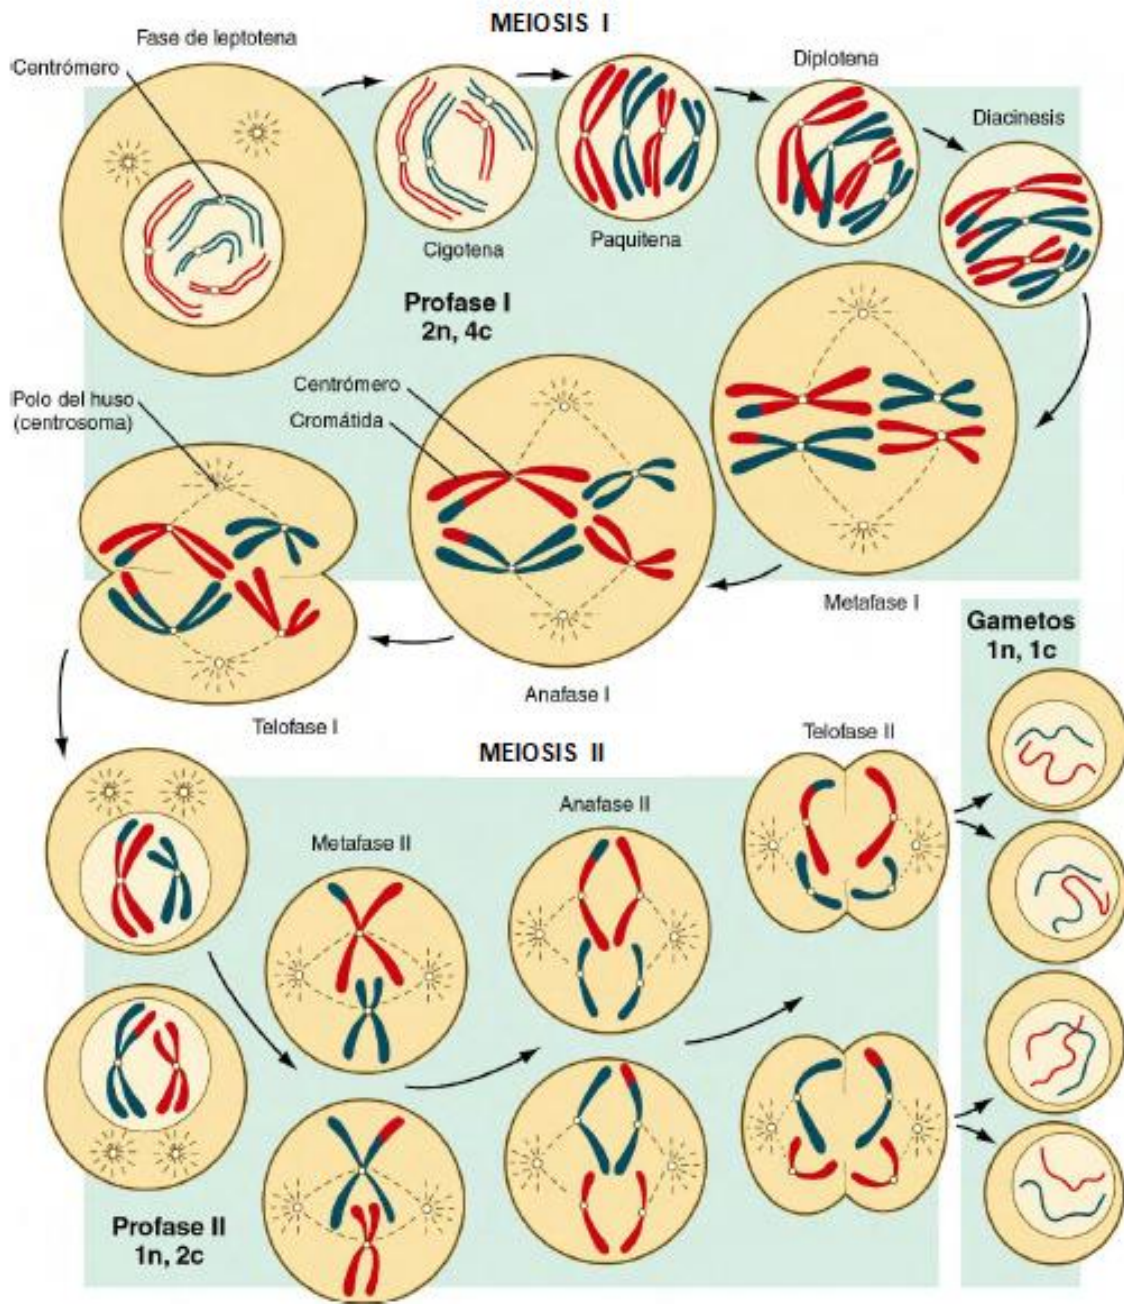 MEIOSIS I
Fase de leptotena
Centrómero
Cigotena
Paquitena
Diplotena
Diacinesis
Profase I
2n, 4c
Polo del huso
(centrosoma)
Centrómero
Cromátida
Metafase I
Anafase I
Telofase I
MEIOSIS II
Profase II
1n, 2c
Metafase II
Anafase II
Telofase II
Gametos
1n, 1c